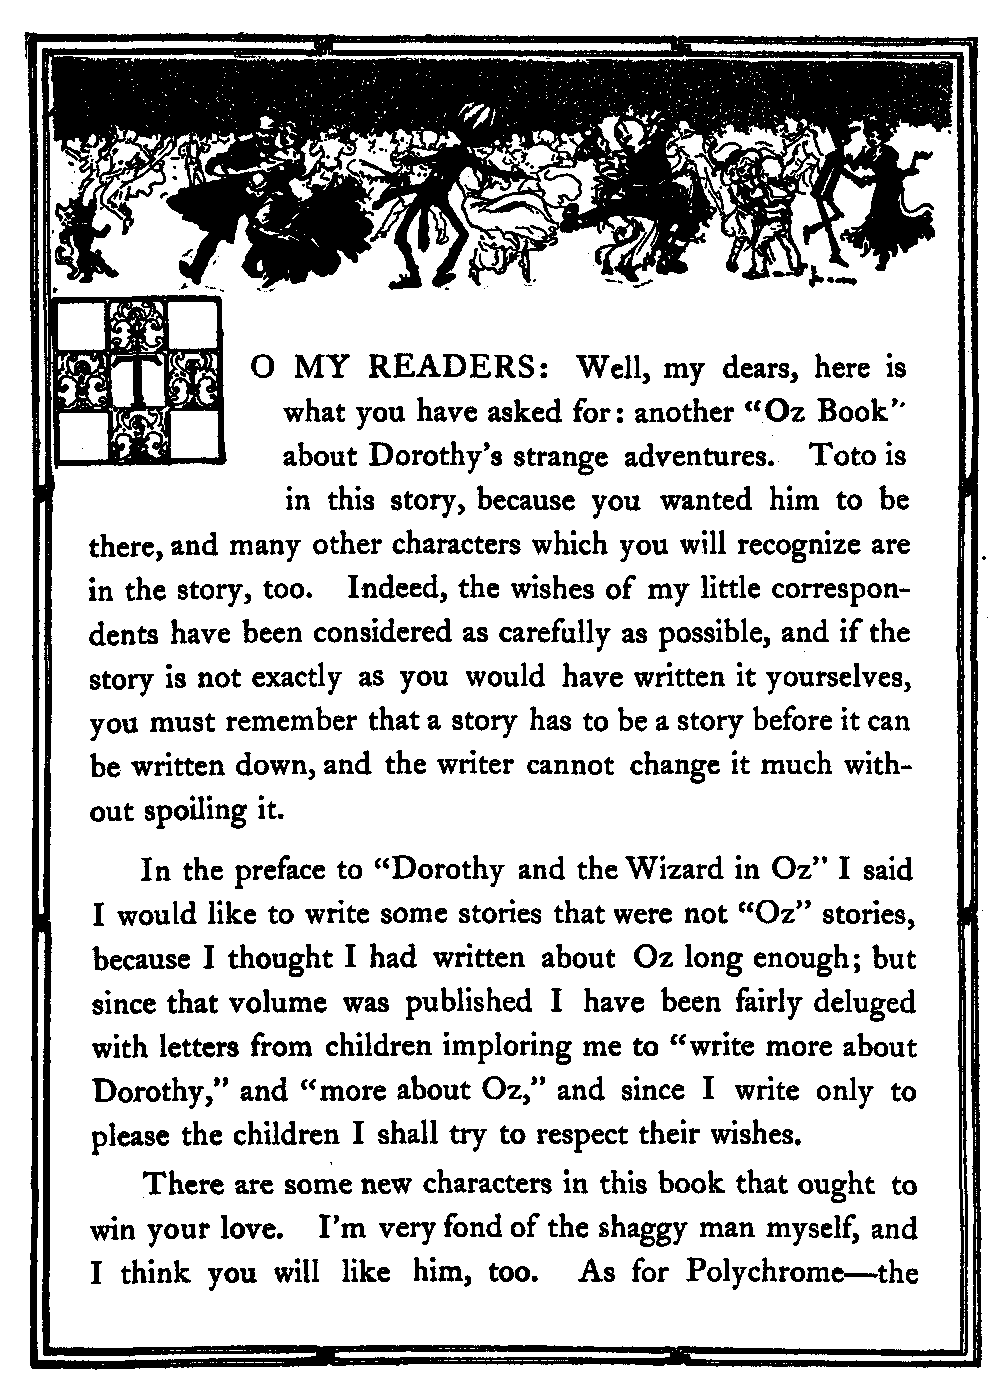 TO MY READERS: Well, my dears, here is
what you have asked for: another “Oz Book”
about Dorothy's strange adventures. Toto is
in this story, because you wanted him to be
there, and many other characters which you will recognize are
in the story, too. Indeed, the wishes of my little correspon-
dents have been considered as carefully as possible, and if the
story is not exactly as you would have written it yourselves,
you must remember that a story has to be a story before it can
be written down, and the writer cannot change it much with-
out spoiling it.
In the preface to “Dorothy and the Wizard in Oz” I said
I would like to write some stories that were not “Oz” stories,
because I thought I had written about Oz long enough; but
since that volume was published I have been fairly deluged
with letters from children imploring me to “write more about
Dorothy,” and “more about Oz,” and since I write only to
please the children I shall try to respect their wishes.
There are some new characters in this book that ought to
win your love. I'm very fond of the shaggy man myself, and
I think you will like him, too. As for Polychrome—the